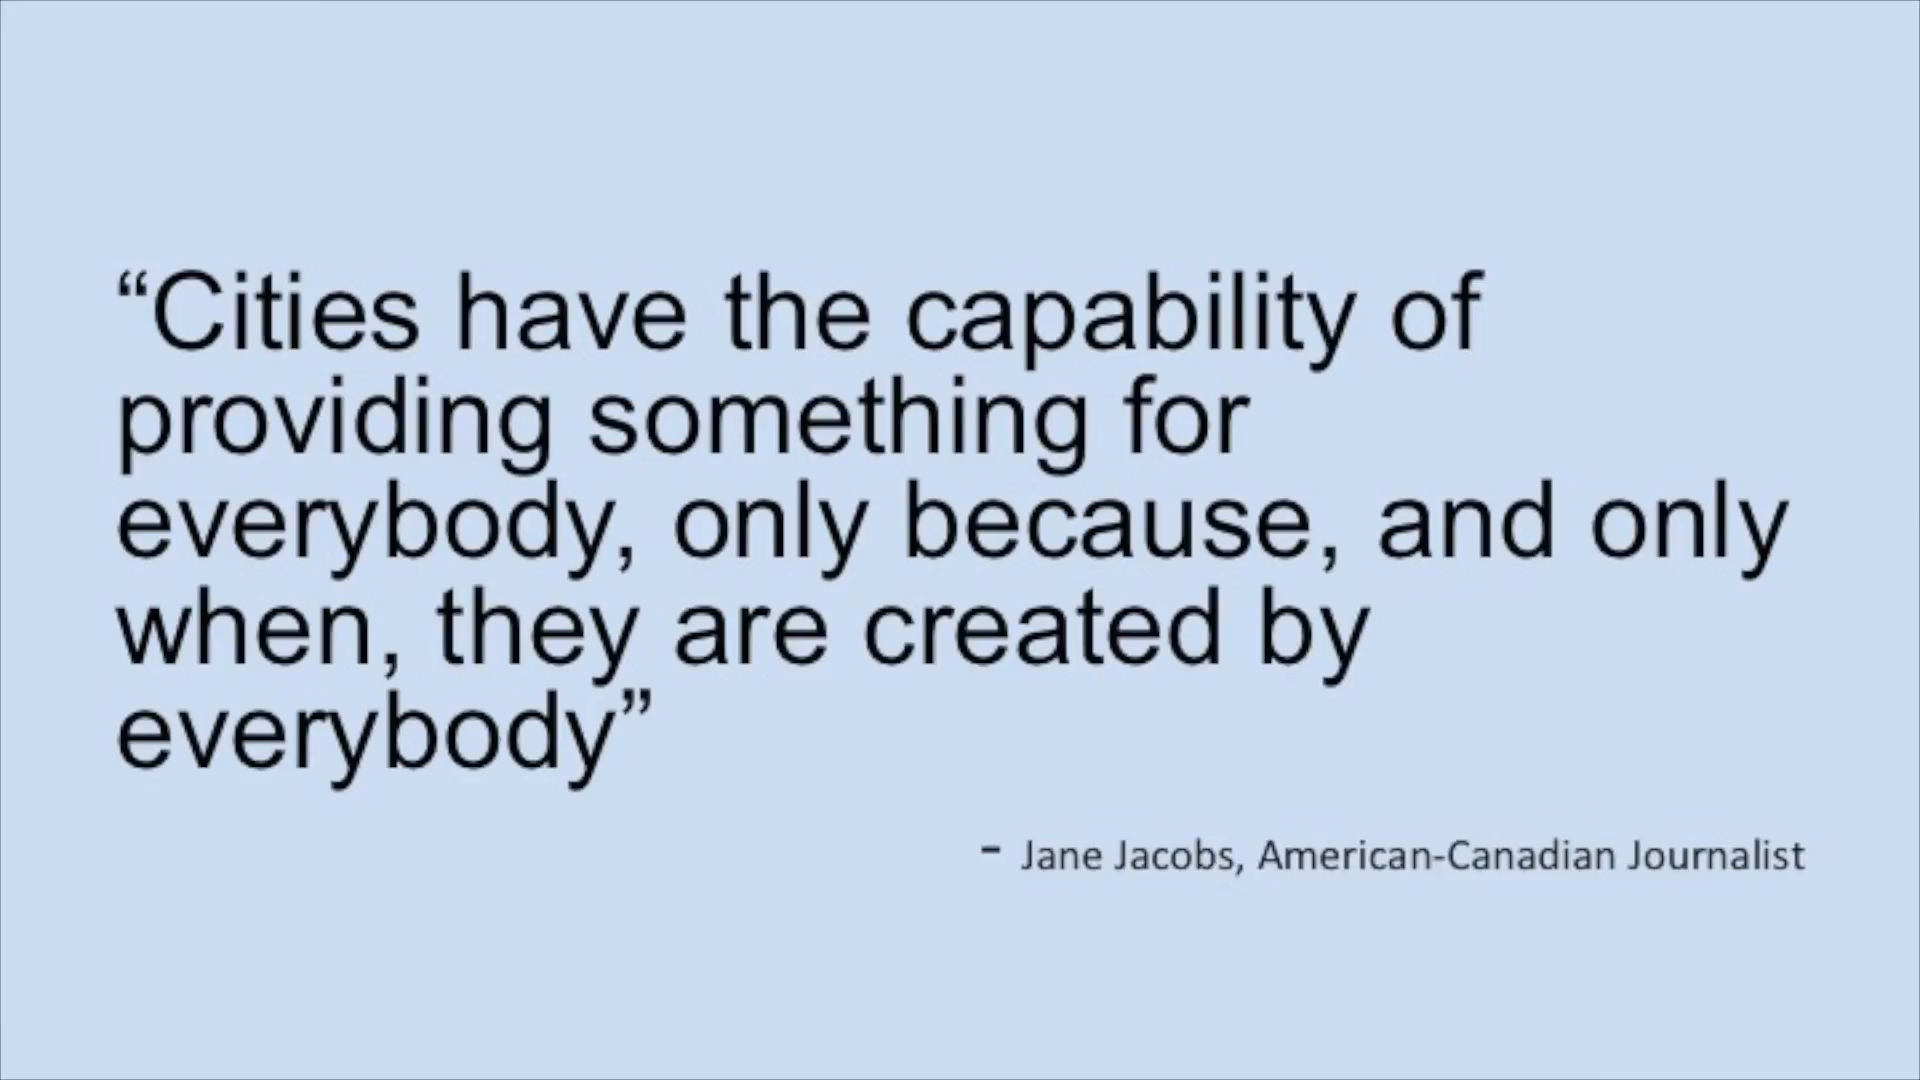 “Cities have the capability of
providing something for
everybody, only because, and only
when, they are created by
everybody”
- Jane Jacobs, American-Canadian Journalist